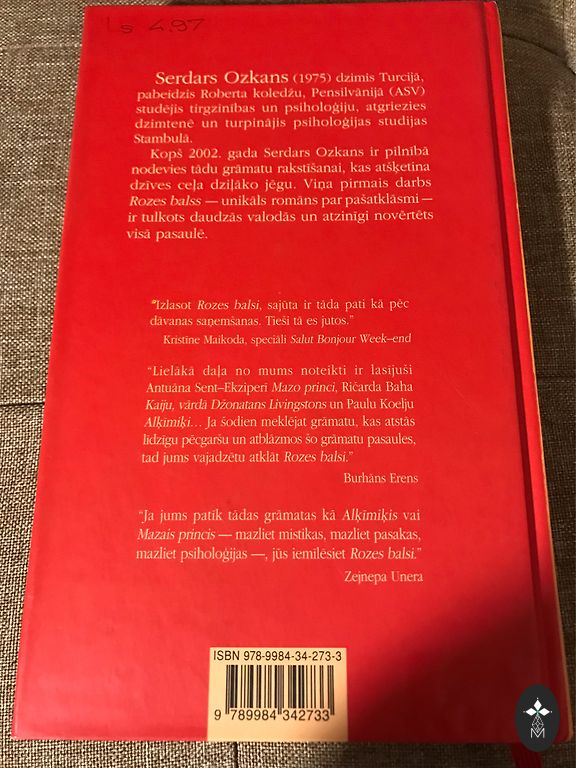 Ls 4.97
Serdars Ozkans (1975) dzimis Turcijā,
pabeidzis Roberta koledžu, Pensilvānijā (ASV)
studējis tirgzinības un psiholoģiju, atgriezies
dzimtenē un turpinājis psiholoģijas studijas
Stambulā.
Kopš 2002. gada Serdars Ozkans ir pilnībā
nodevies tādu grāmatu rakstīšanai, kas atšķetina
dzīves ceļa dziļāko jēgu. Viņa pirmais darbs
Rozes balss — unikāls romāns par pašatklāsmi —
ir tulkots daudzās valodās un atzinīgi novērtēts
visā pasaulē.
"Izlasot Rozes balsi, sajūta ir tāda pati kā pēc
dāvanas saņemšanas. Tieši tā es jutos."
Kristīne Maikoda, speciāli Salut Bonjour Week–end
"Lielākā daļa no mums noteikti ir lasījuši
Antuāna Sent–Ekziperī Mazo princi, Ričarda Baha
Kaiju, vārdā Džonatans Livingstons un Paulu Koelju
Alķīmiķi... Ja šodien meklējat grāmatu, kas atstās
līdzīgu pēcgaršu un atblāzmos šo grāmatu pasaules,
tad jums vajadzētu atklāt Rozes balsi."
Burhāns Erens
"Ja jums patīk tādas grāmatas kā Alķīmiķis vai
Mazais princis — mazliet mistikas, mazliet pasakas,
mazliet psiholoģijas —, jūs iemīlēsiet Rozes balsi."
Zejnepa Unera
ISBN 978-9984-34-273-3
9 789984 342733
M